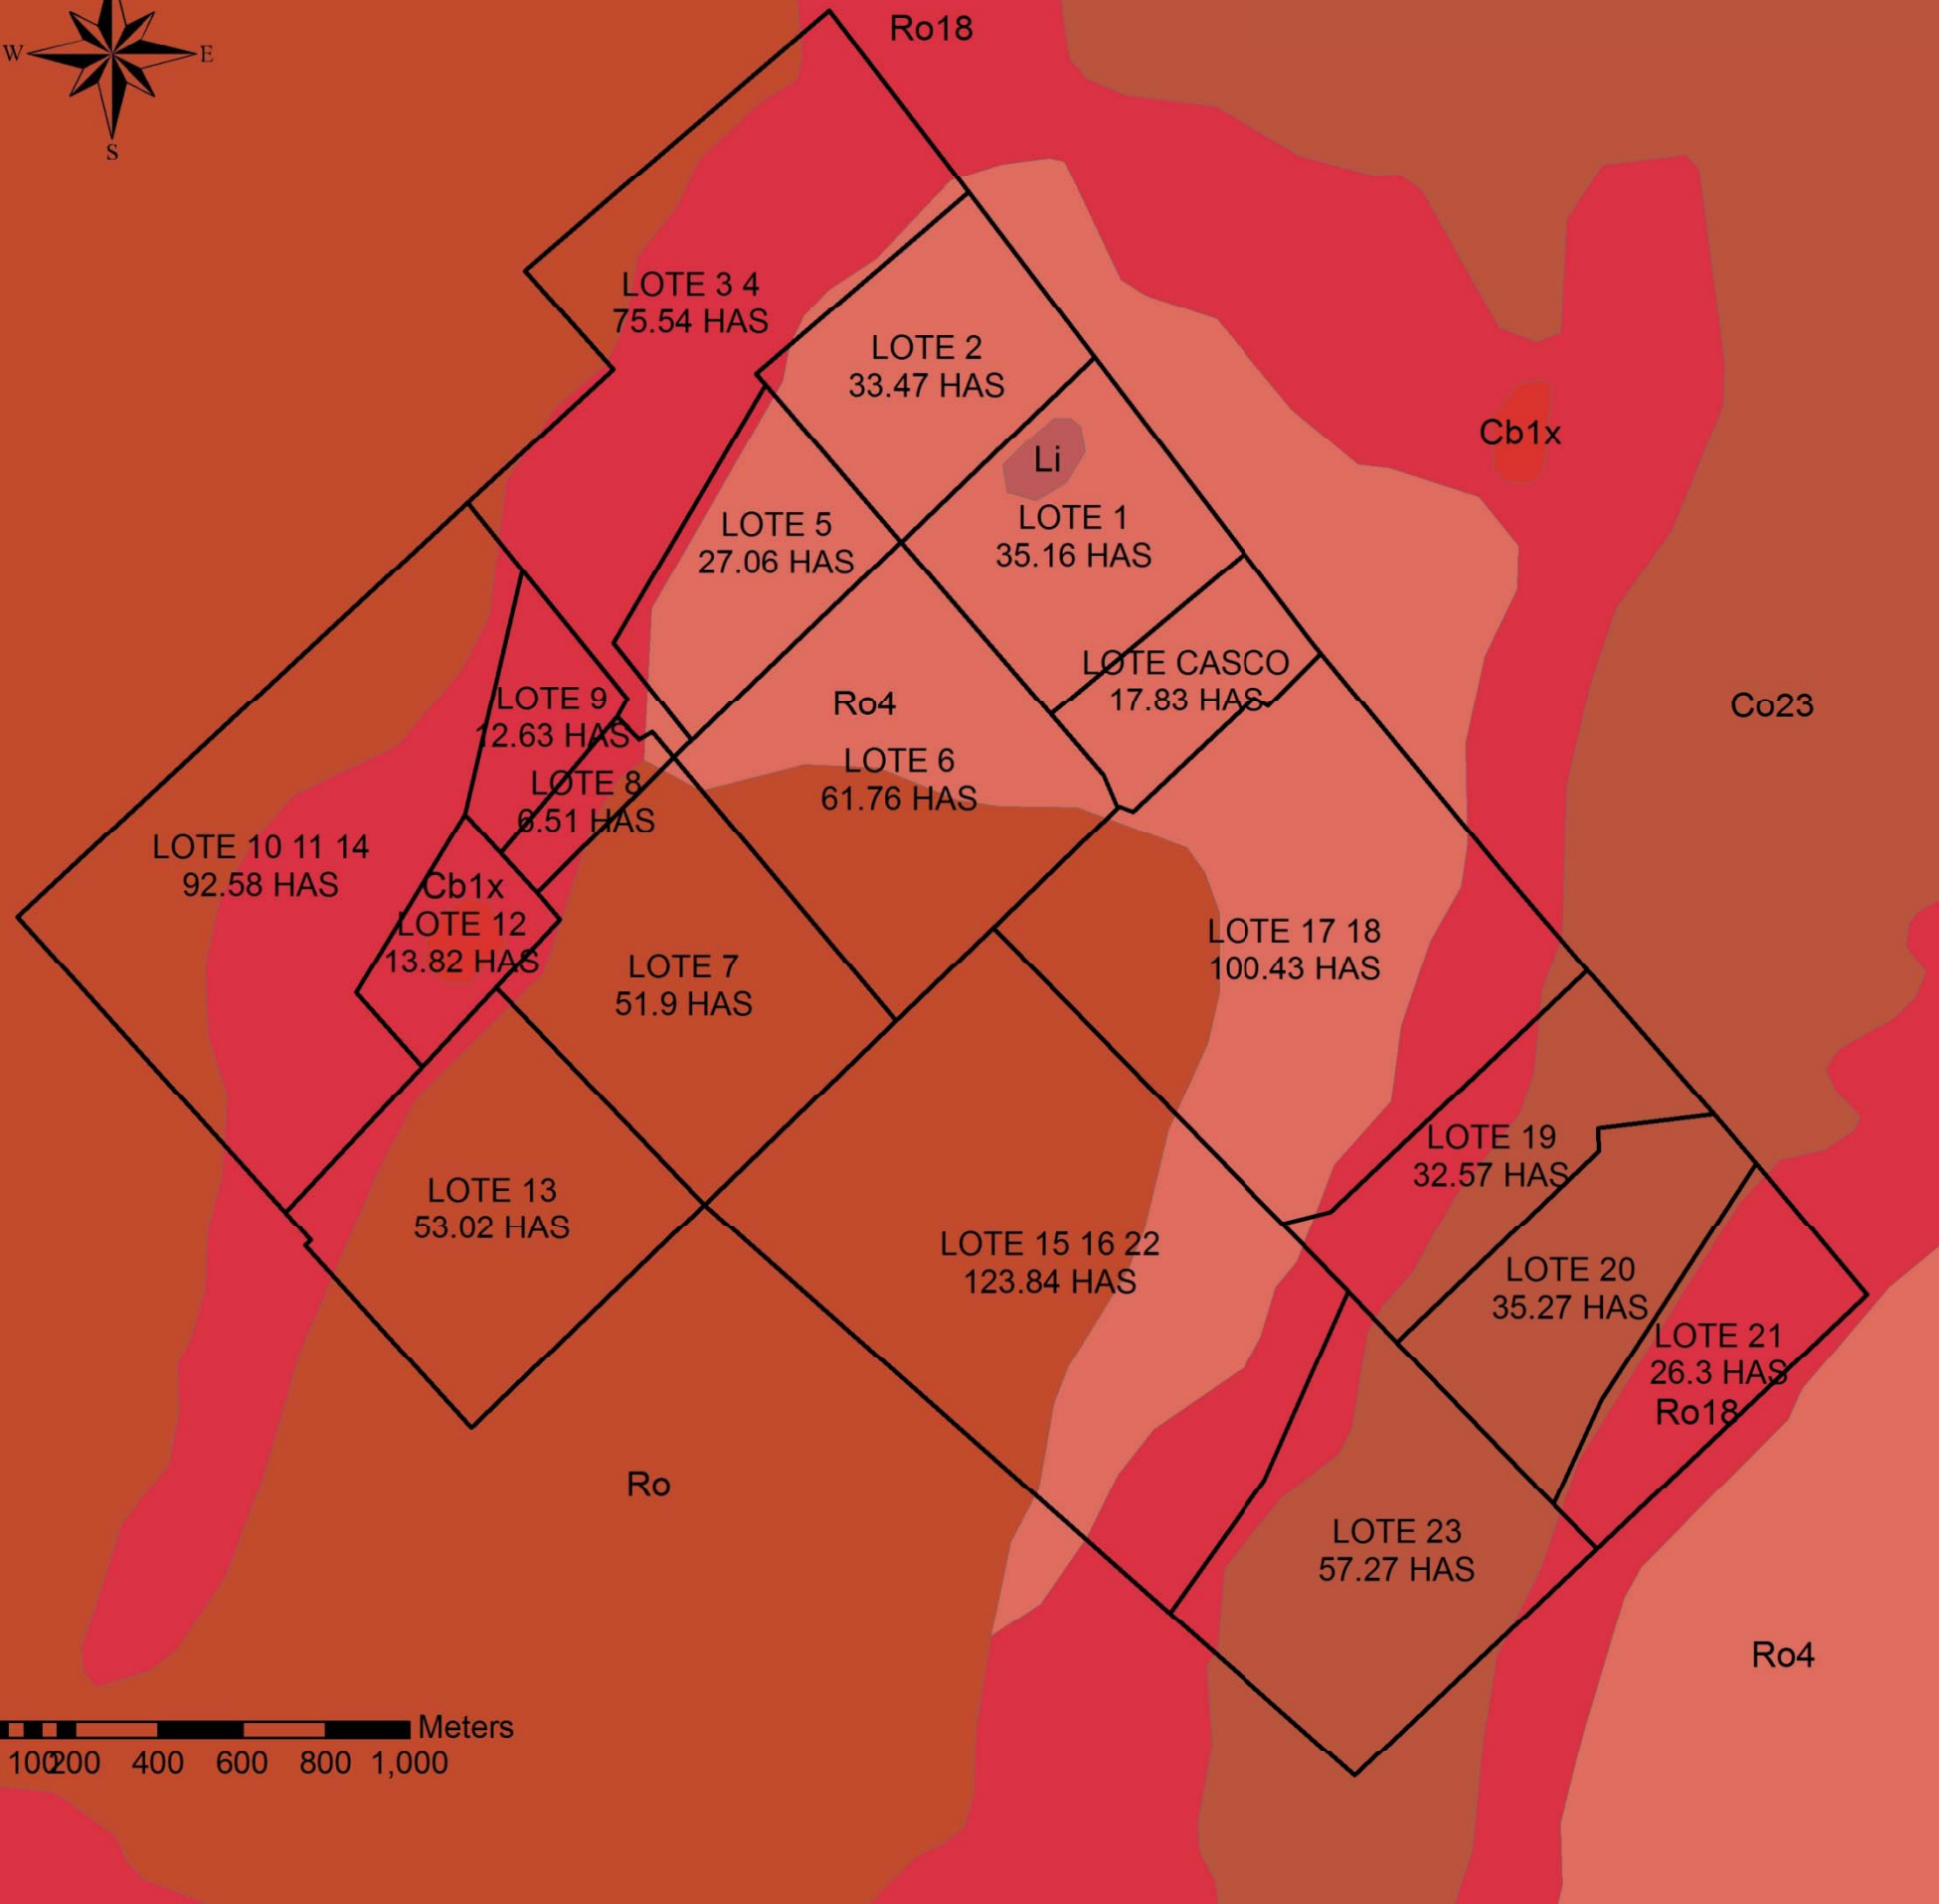 Ro18
W E
S
LOTE 3 4
75.54 HAS
LOTE 2
33.47 HAS
Cb1x
Li
LOTE 1
35.16 HAS
LOTE 5
27.06 HAS
LOTE CASCO
17.83 HAS
LOTE 9
12.63 HAS
Ro4
Co23
LOTE 6
61.76 HAS
LOTE 8
6.51 HAS
LOTE 10 11 14
92.58 HAS
Cb1x
LOTE 12
13.82 HAS
LOTE 17 18
100.43 HAS
LOTE 7
51.9 HAS
LOTE 19
32.57 HAS
LOTE 13
53.02 HAS
LOTE 15 16 22
123.84 HAS
LOTE 20
35.27 HAS
LOTE 21
26.3 HAS
Ro18
Ro
LOTE 23
57.27 HAS
Ro4
Meters
100 200 400 600 800 1,000